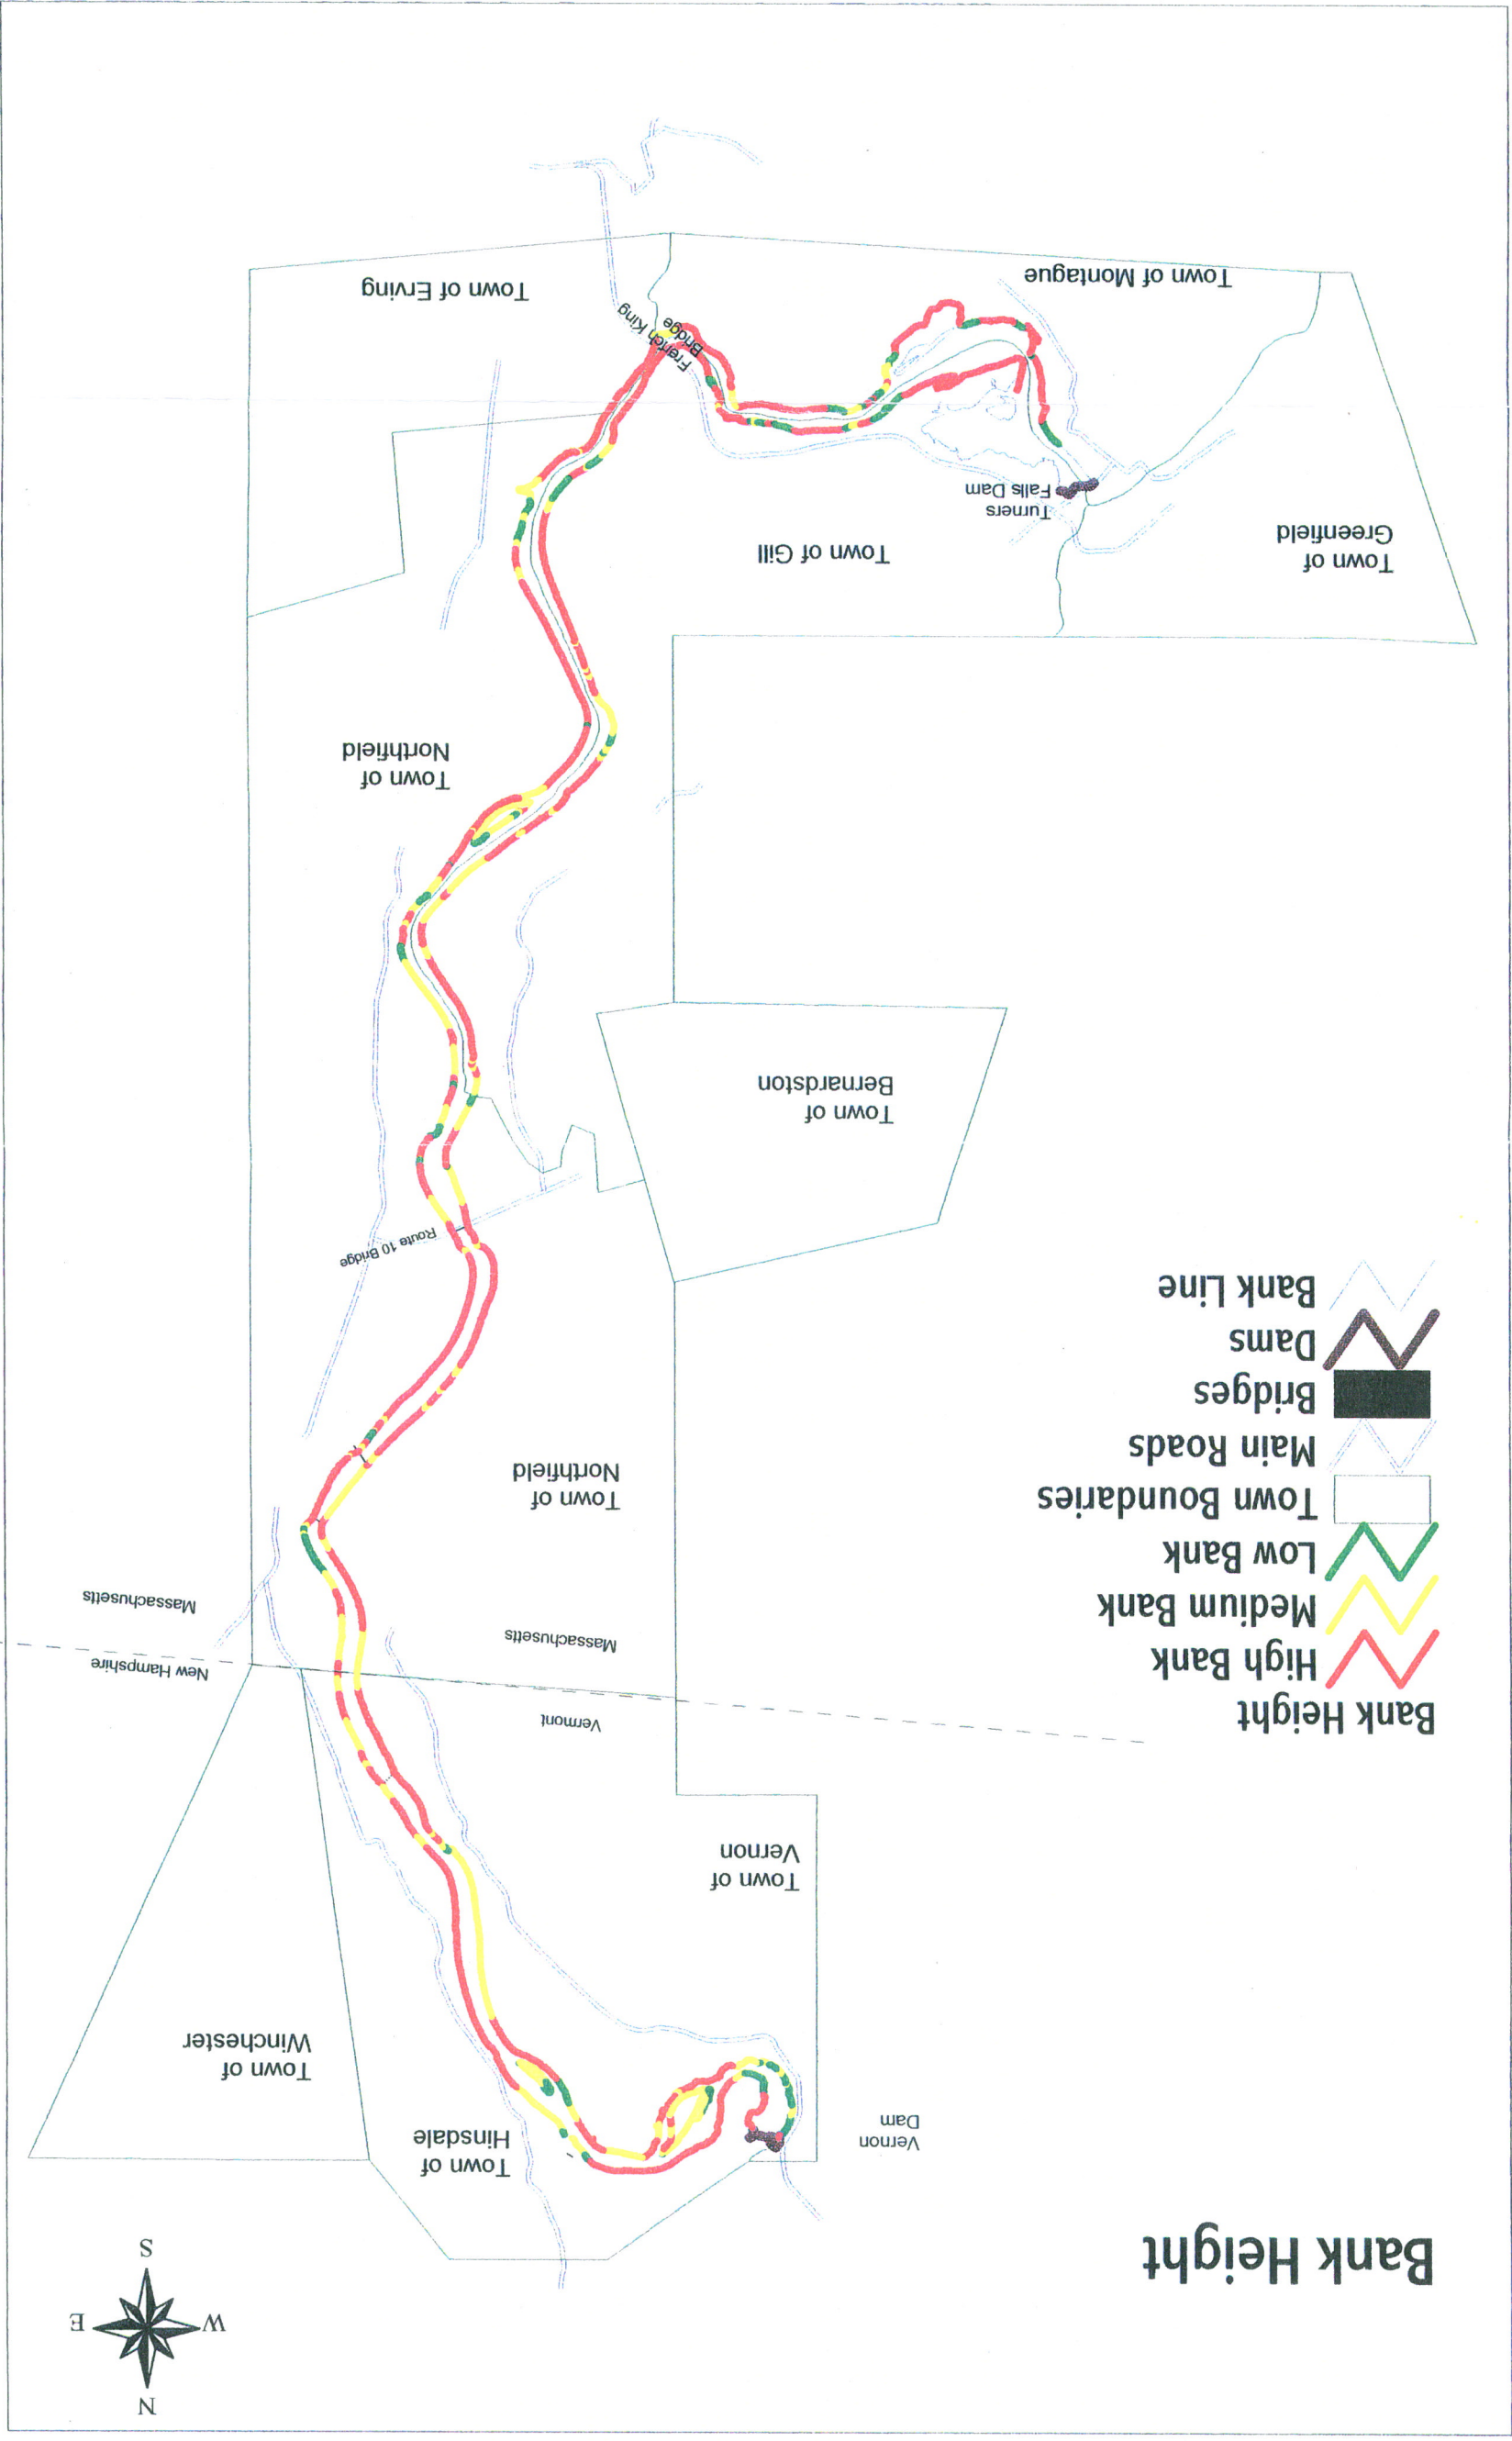 Bank Height
N
W
E
S
Vernon
Dam
Town of
Hinsdale
Town of
Winchester
Town of
Vernon
Vermont
New Hampshire
Massachusetts
Massachusetts
Bank Height
High Bank
Medium Bank
Low Bank
Town Boundaries
Main Roads
Bridges
Dams
Bank Line
Town of
Northfield
Route 10 Bridge
Town of
Bernardston
Town of
Northfield
Town of
Greenfield
Town of Gill
Turners
Falls Dam
French King
Bridge
Town of Erving
Town of Montague